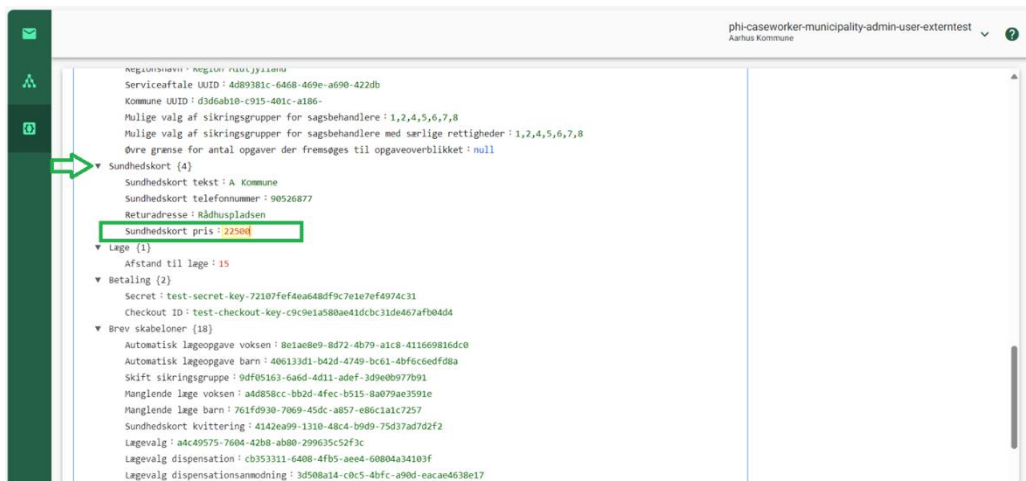 phi-caseworker-municipality-admin-user-externtest
Aarhus Kommune
Regionsnavn : Region Midtjylland
Serviceaftale UUID : 4d89381c-6468-469e-a690-422db
Kommune UUID : d3d6ab10-c915-401c-a186-
Mulige valg af sikringsgrupper for sagsbehandlere : 1,2,4,5,6,7,8
Mulige valg af sikringsgrupper for sagsbehandlere med særlige rettigheder : 1,2,4,5,6,7,8
Øvre grænse for antal opgaver der fremsøges til opgaveoverblikket : null
▼ Sundhedskort {4}
Sundhedskort tekst : A Kommune
Sundhedskort telefonnummer : 90526877
Returadresse : Rådhuspladsen
Sundhedskort pris : 22500
▼ Læge {1}
Afstand til læge : 15
▼ Betaling {2}
Secret : test-secret-key-72107fef4ea648df9c7e1e7ef4974c31
Checkout ID : test-checkout-key-c9c9e1a580ae41dcbc31de467afb04d4
▼ Brev skabeloner {18}
Automatisk lægeopgave voksen : 8e1ae8e9-8d72-4b79-a1c8-411669816dc0
Automatisk lægeopgave barn : 406133d1-b42d-4749-bc61-4bf6c6edfd8a
Skift sikringsgruppe : 9df05163-6a6d-4d11-adef-3d9e0b977b91
Manglende læge voksen : a4d858cc-bb2d-4fec-b515-8a079ae3591e
Manglende læge barn : 761fd930-7069-45dc-a857-e86c1a1c7257
Sundhedskort kvittering : 4142ea99-1310-48c4-b9d9-75d37ad7d2f2
Lægevalg : a4c49575-7604-42b8-ab80-299635c52f3c
Lægevalg dispensation : cb353311-6408-4fb5-aee4-60804a34103f
Lægevalg dispensationsanmodning : 3d508a14-c0c5-4bfc-a90d-eacae4638e17